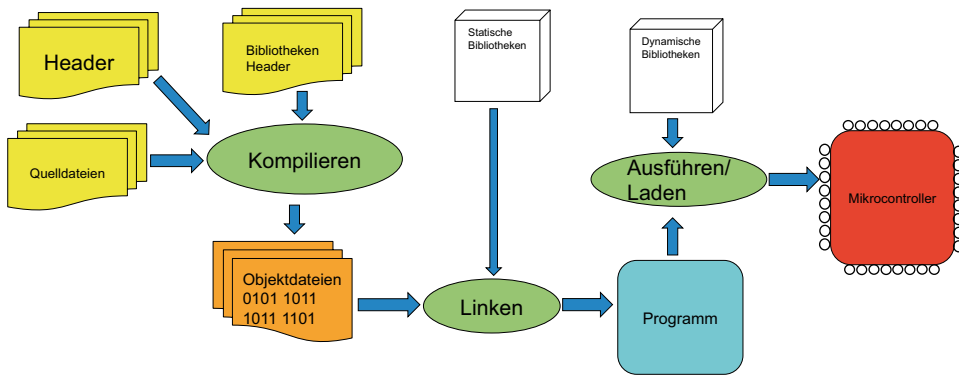 Header
Bibliotheken
Header
Statische
Bibliotheken
Dynamische
Bibliotheken
Quelldateien
Kompilieren
Ausführen/
Laden
Mikrocontroller
Objektdateien
0101 1011
1011 1101
Linken
Programm